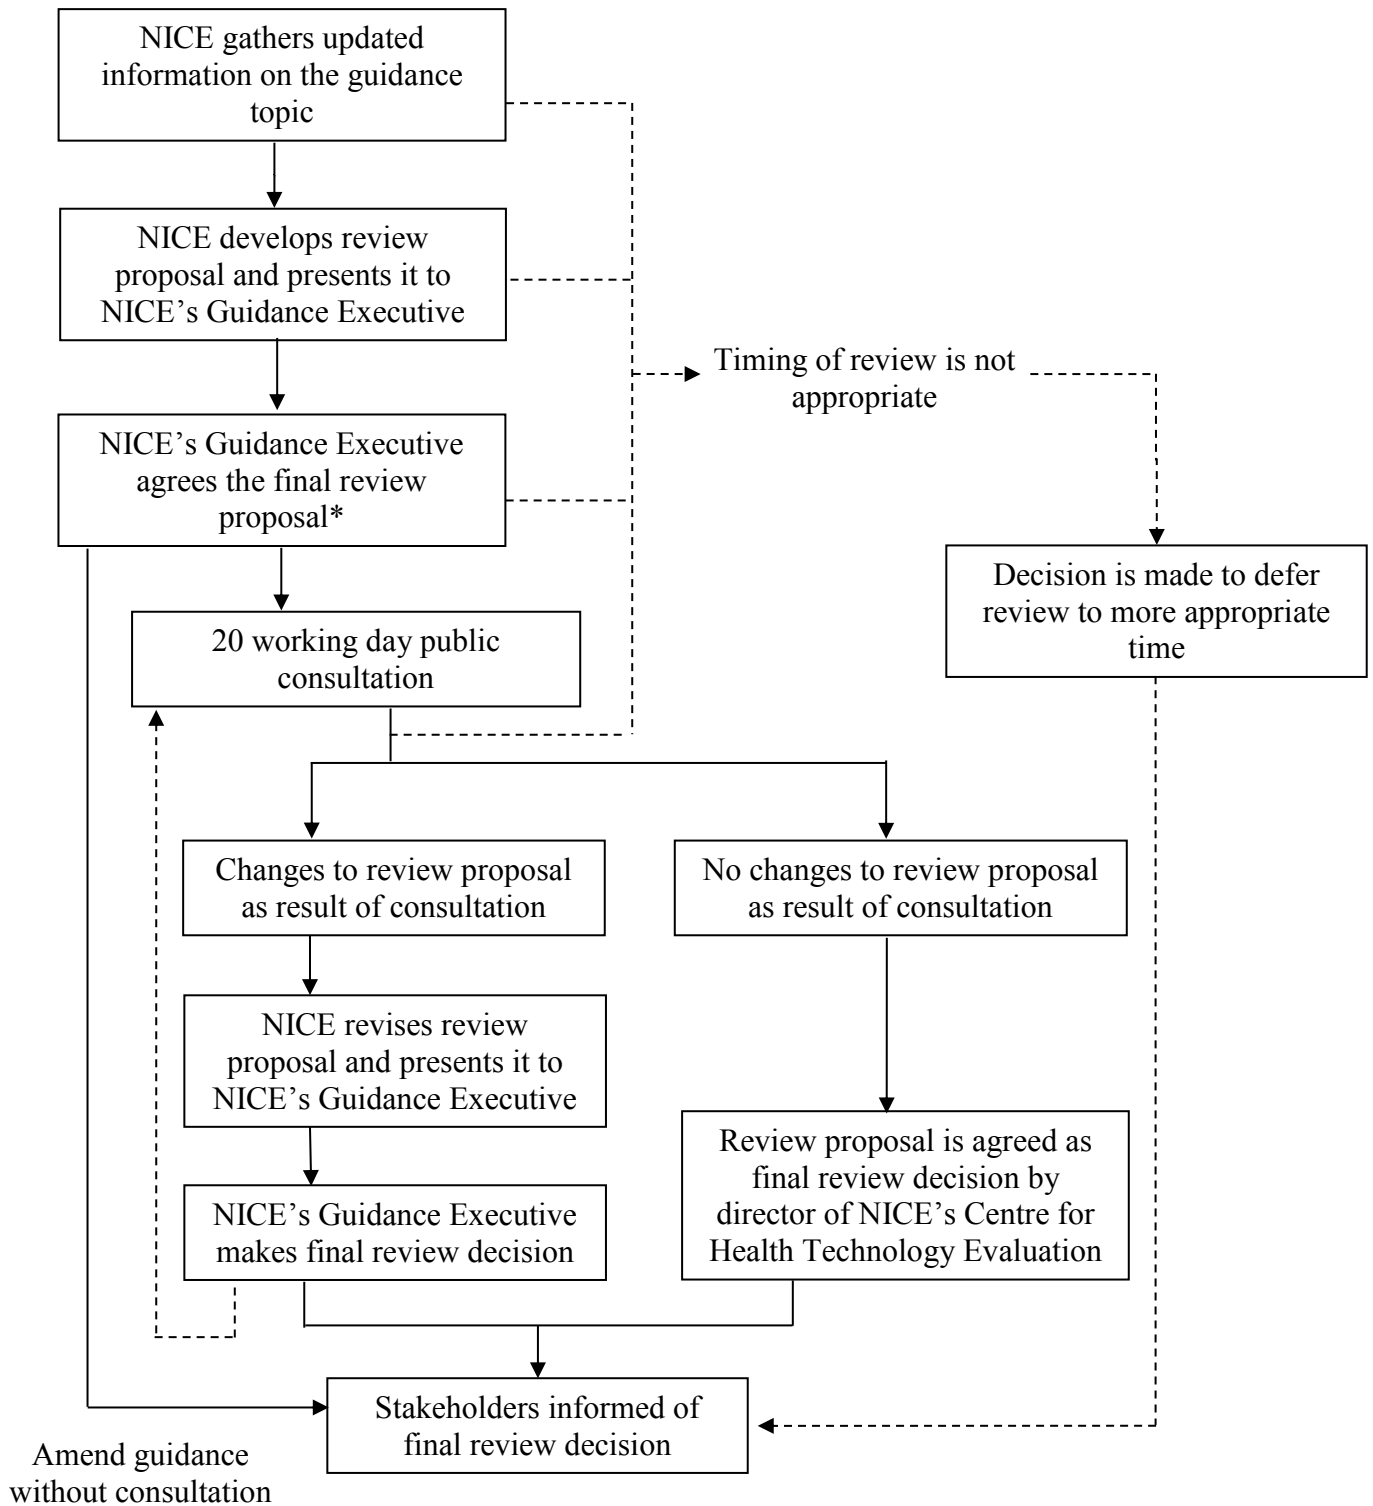 NICE gathers updated
information on the guidance
topic
NICE develops review
proposal and presents it to
NICE’s Guidance Executive
Timing of review is not
appropriate
NICE’s Guidance Executive
agrees the final review
proposal*
Decision is made to defer
review to more appropriate
time
20 working day public
consultation
Changes to review proposal
as result of consultation
No changes to review proposal
as result of consultation
NICE revises review
proposal and presents it to
NICE’s Guidance Executive
Review proposal is agreed as
final review decision by
director of NICE’s Centre for
Health Technology Evaluation
NICE’s Guidance Executive
makes final review decision
Stakeholders informed of
final review decision
Amend guidance
without consultation